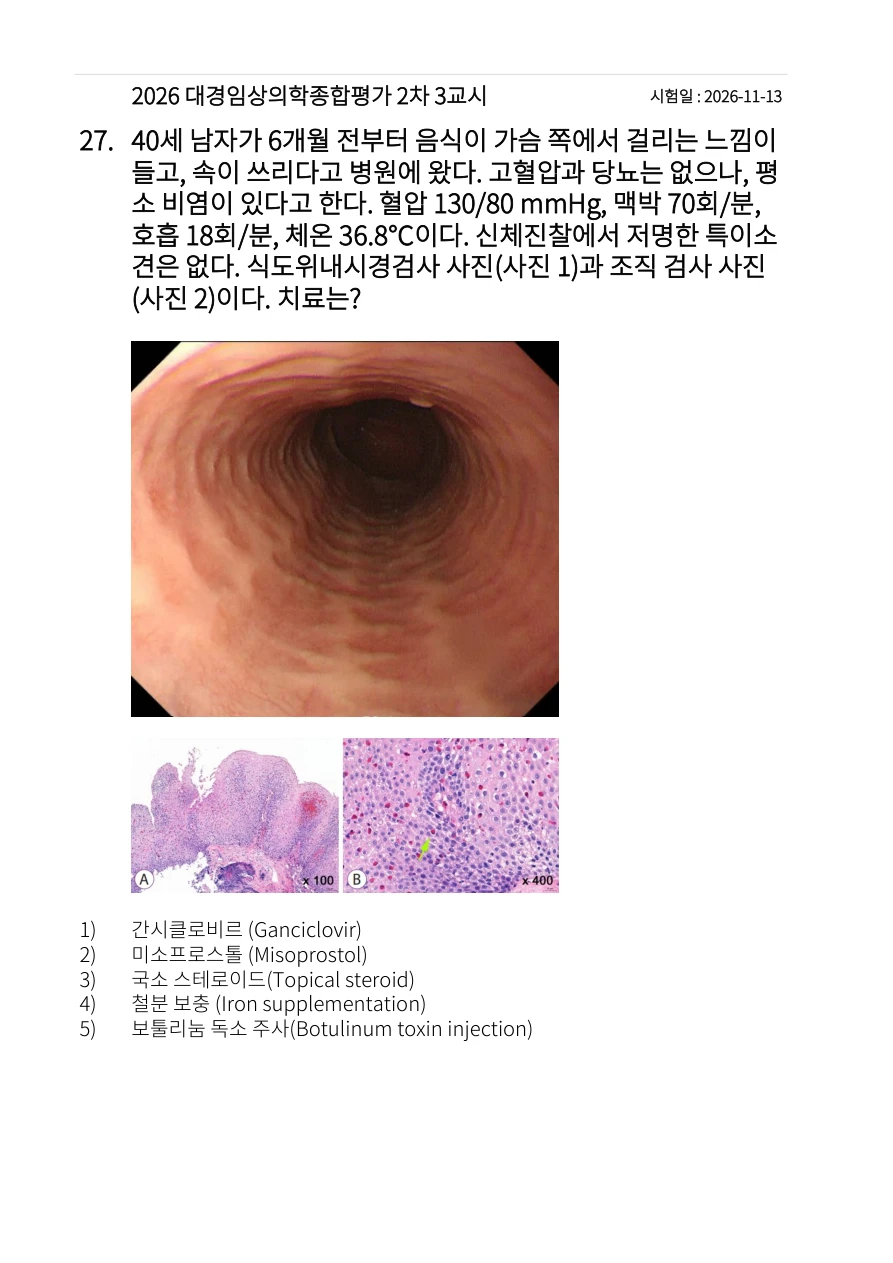 2026 대경임상의학종합평가 2차 3교시
시험일 : 2026-11-13
27. 40세 남자가 6개월 전부터 음식이 가슴 쪽에서 걸리는 느낌이
들고, 속이 쓰리다고 병원에 왔다. 고혈압과 당뇨는 없으나, 평
소 비염이 있다고 한다. 혈압 130/80 mmHg, 맥박 70회/분,
호흡 18회/분, 체온 36.8℃이다. 신체진찰에서 저명한 특이소
견은 없다. 식도위내시경검사 사진(사진 1)과 조직 검사 사진
(사진 2)이다. 치료는?
A x 100 B x 400
1) 간시클로비르 (Ganciclovir)
2) 미소프로스톨 (Misoprostol)
3) 국소 스테로이드(Topical steroid)
4) 철분 보충 (Iron supplementation)
5) 보툴리눔 독소 주사(Botulinum toxin injection)